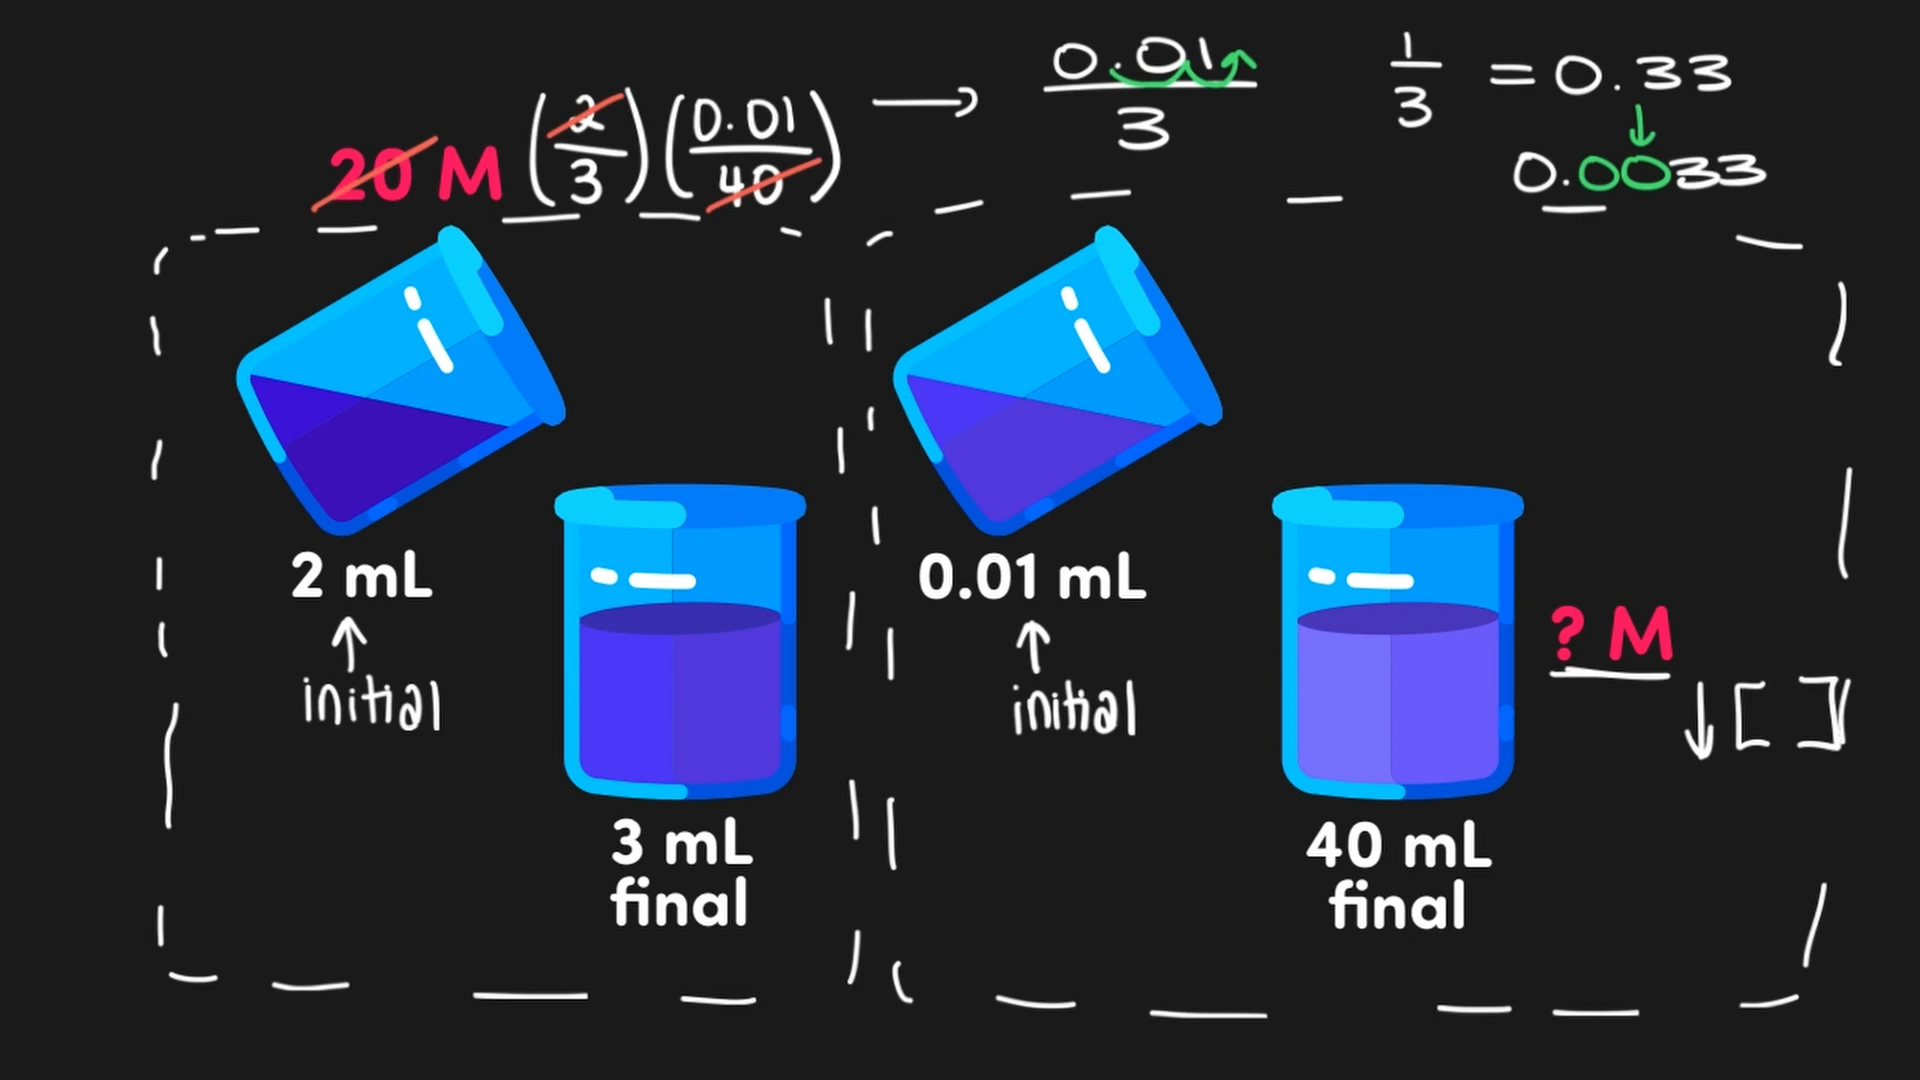 20 M (2/3)(0.01/40) → 0.01/3
1/3 = 0.33
↓
0.0033
2 mL
↑
initial
3 mL
final
0.01 mL
↑
initial
40 mL
final
? M
↓ [ ]